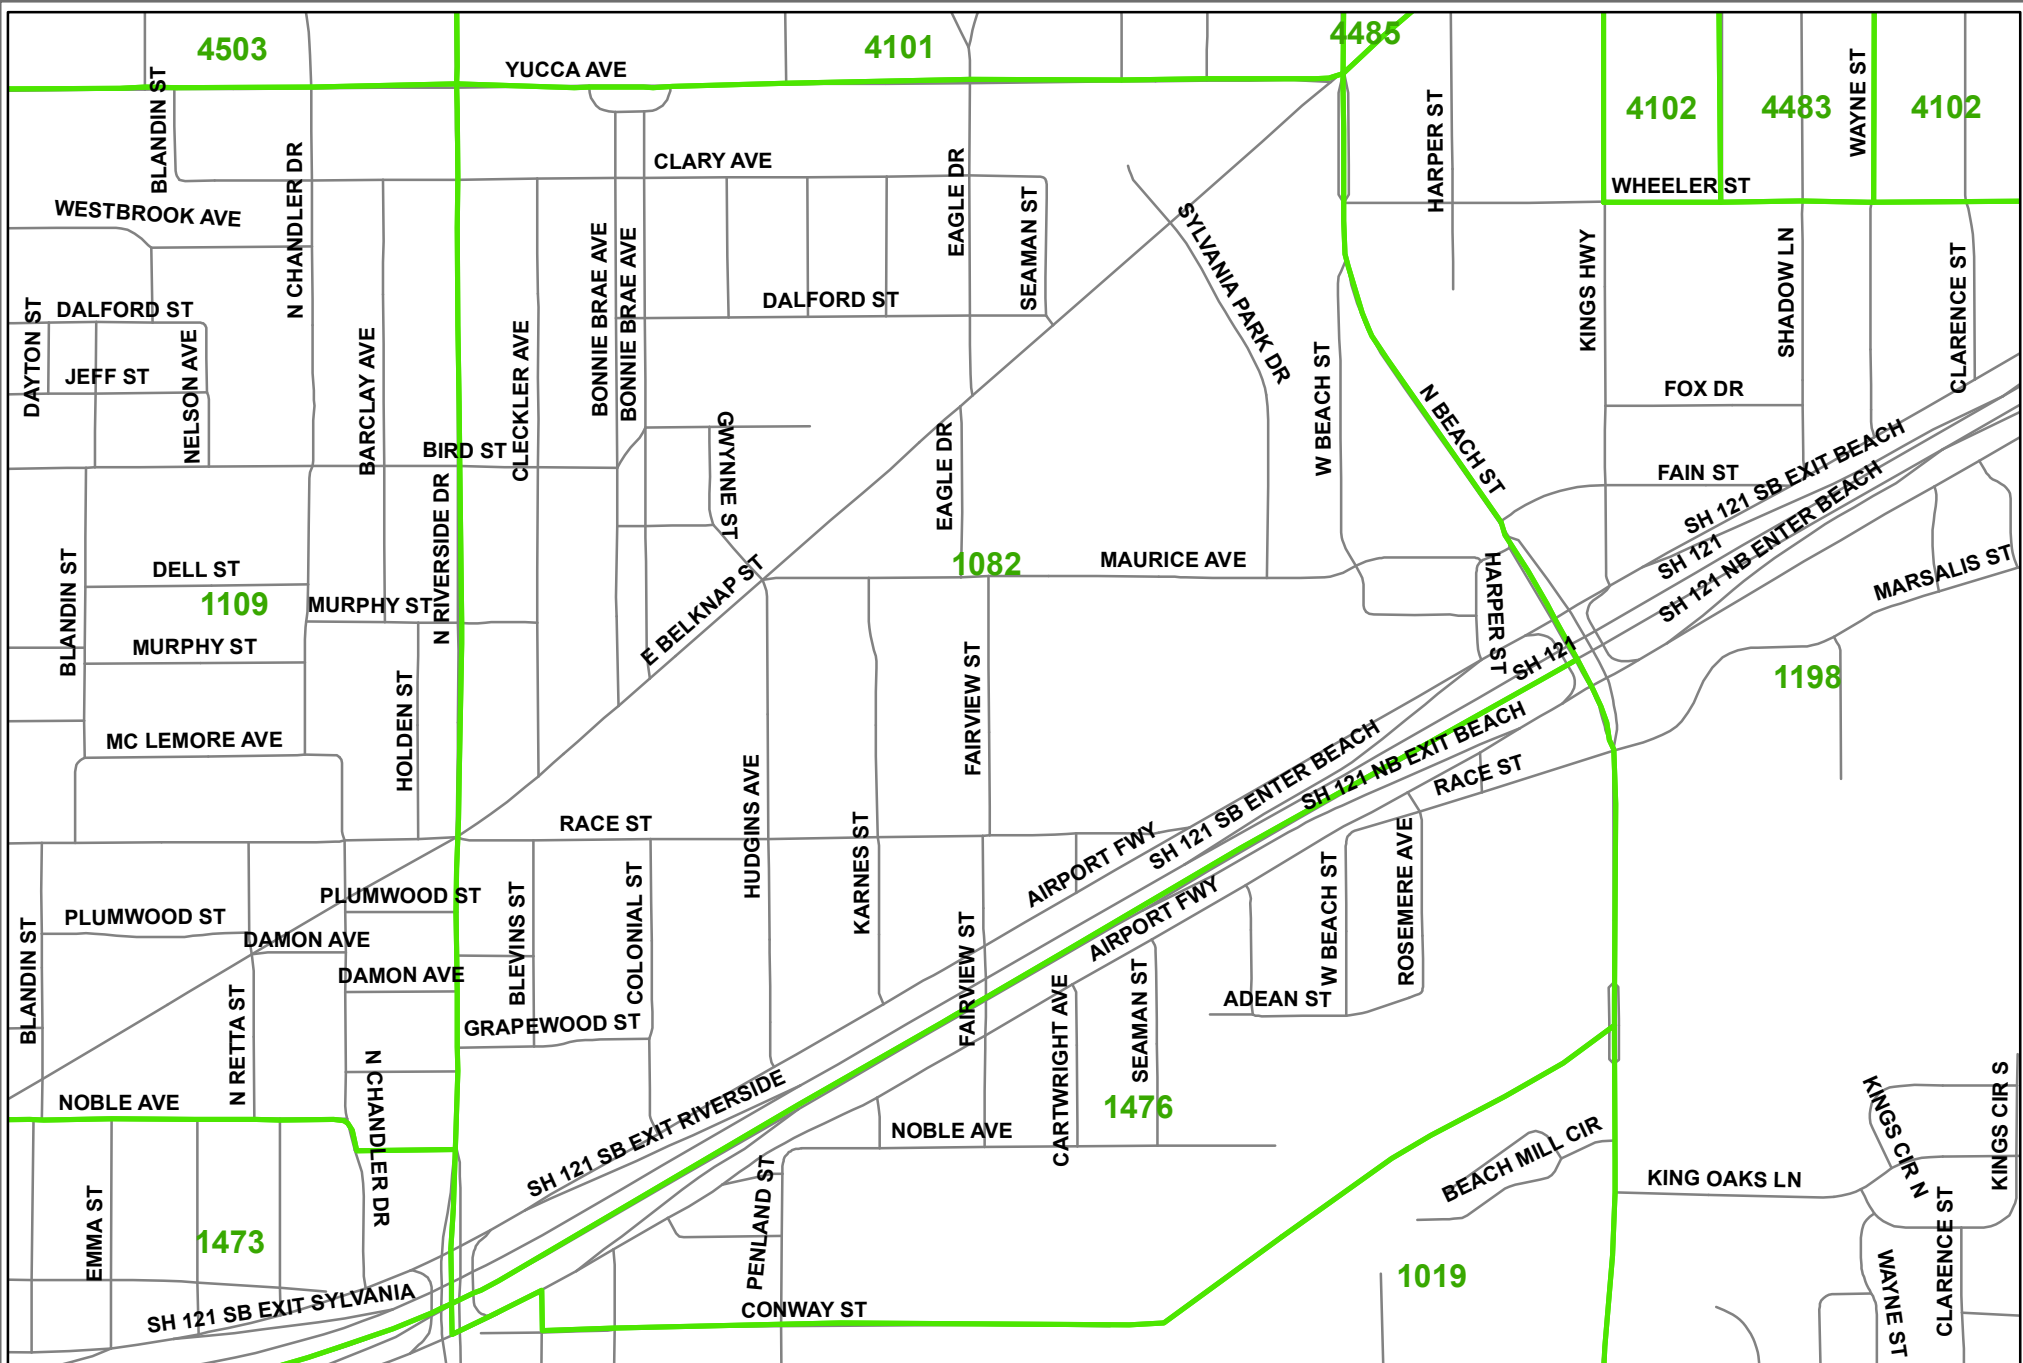 4503
4101
4485
YUCCA AVE
BLANDIN ST
N CHANDLER DR
CLARY AVE
EAGLE DR
SEAMAN ST
HARPER ST
4102
4483
WAYNE ST
4102
WHEELER ST
WESTBROOK AVE
BONNIE BRAE AVE
BONNIE BRAE AVE
SYLVANIA PARK DR
KINGS HWY
SHADOW LN
CLARENCE ST
DAYTON ST
DALFORD ST
DALFORD ST
NELSON AVE
BARCLAY AVE
CLECKLER AVE
W BEACH ST
JEFF ST
FOX DR
N BEACH ST
GWYNNE ST
EAGLE DR
BIRD ST
FAIN ST
SH 121 SB EXIT BEACH
SH 121
SH 121 NB ENTER BEACH
N RIVERSIDE DR
BLANDIN ST
DELL ST
1109
MURPHY ST
MURPHY ST
E BELKNAP ST
1082
MAURICE AVE
HARPER ST
MARSALIS ST
FAIRVIEW ST
SH 121
1198
HOLDEN ST
MC LEMORE AVE
HUDGINS AVE
KARNES ST
RACE ST
AIRPORT FWY
SH 121 SB ENTER BEACH
SH 121 NB EXIT BEACH
RACE ST
AIRPORT FWY
W BEACH ST
ROSEMERE AVE
PLUMWOOD ST
PLUMWOOD ST
BLANDIN ST
DAMON AVE
DAMON AVE
BLEVINS ST
COLONIAL ST
FAIRVIEW ST
CARTWRIGHT AVE
SEAMAN ST
ADEAN ST
GRAPEWOOD ST
N RETTA ST
N CHANDLER DR
NOBLE AVE
SH 121 SB EXIT RIVERSIDE
NOBLE AVE
1476
BEACH MILL CIR
KINGS CIR N
KINGS CIR S
KING OAKS LN
EMMA ST
1473
PENLAND ST
1019
CLARENCE ST
WAYNE ST
SH 121 SB EXIT SYLVANIA
CONWAY ST